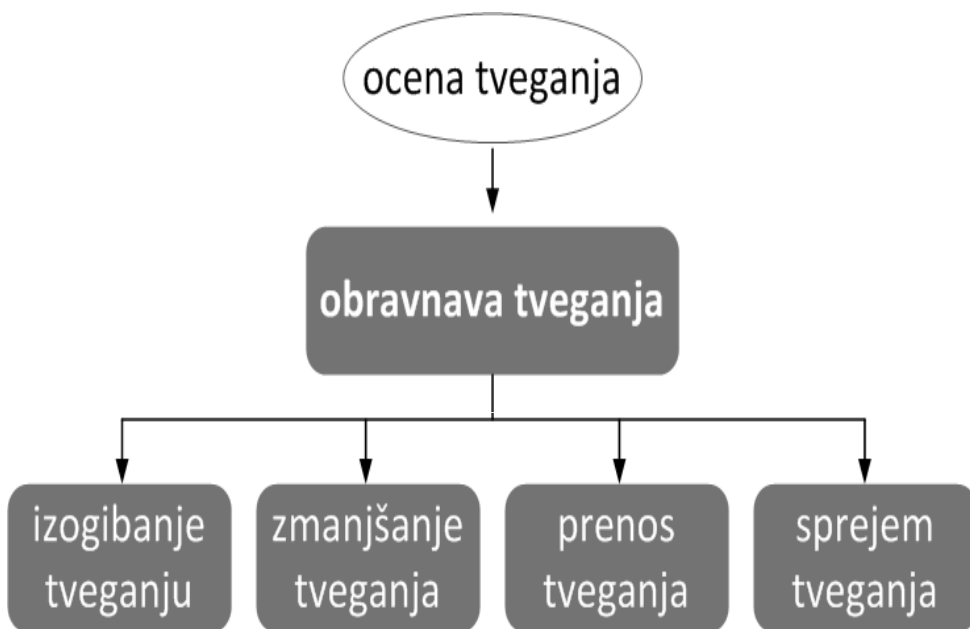 ocena tveganja
obravnava tveganja
izogibanje
tveganju
zmanjšanje
tveganja
prenos
tveganja
sprejem
tveganja